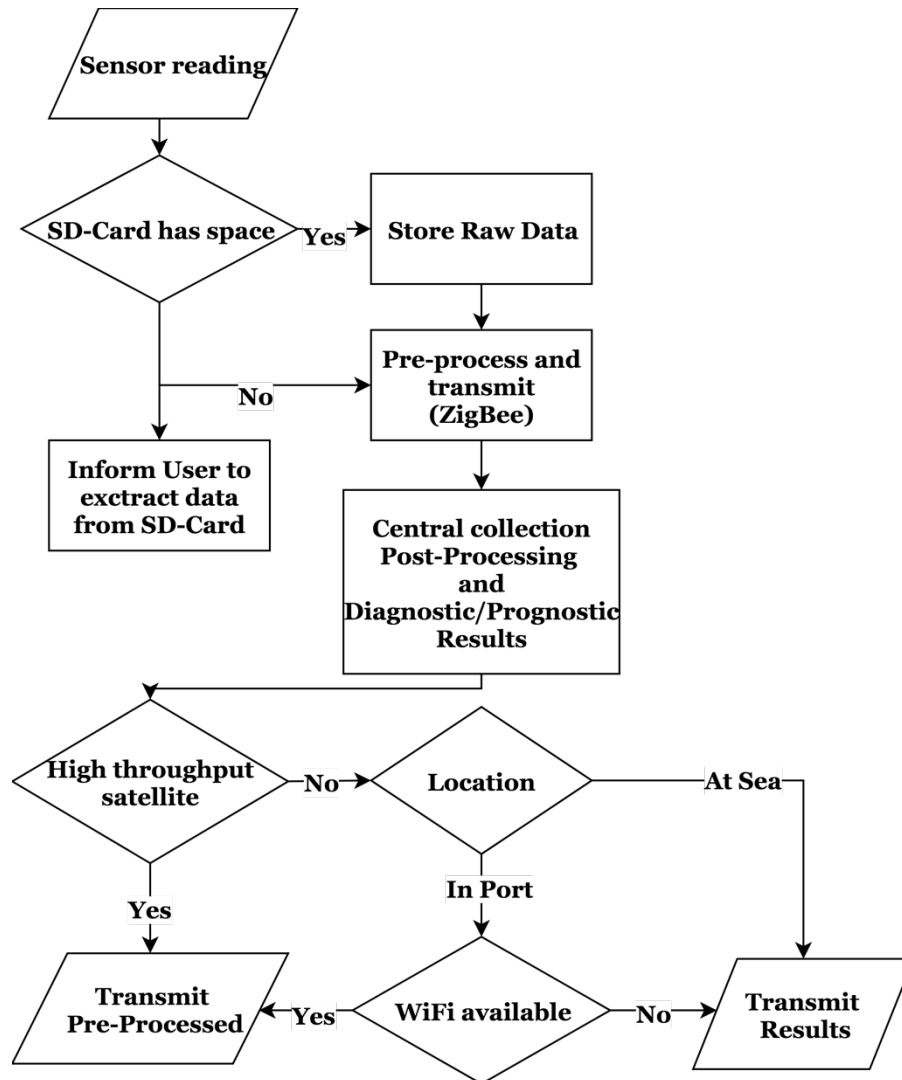 Sensor reading
SD-Card has space
Yes
Store Raw Data
Pre-process and
transmit
(ZigBee)
No
Inform User to
exctract data
from SD-Card
Central collection
Post-Processing
and
Diagnostic/Prognostic
Results
High throughput
satellite
No
Location
At Sea
Yes
In Port
Transmit
Pre-Processed
Yes
WiFi available
No
Transmit
Results